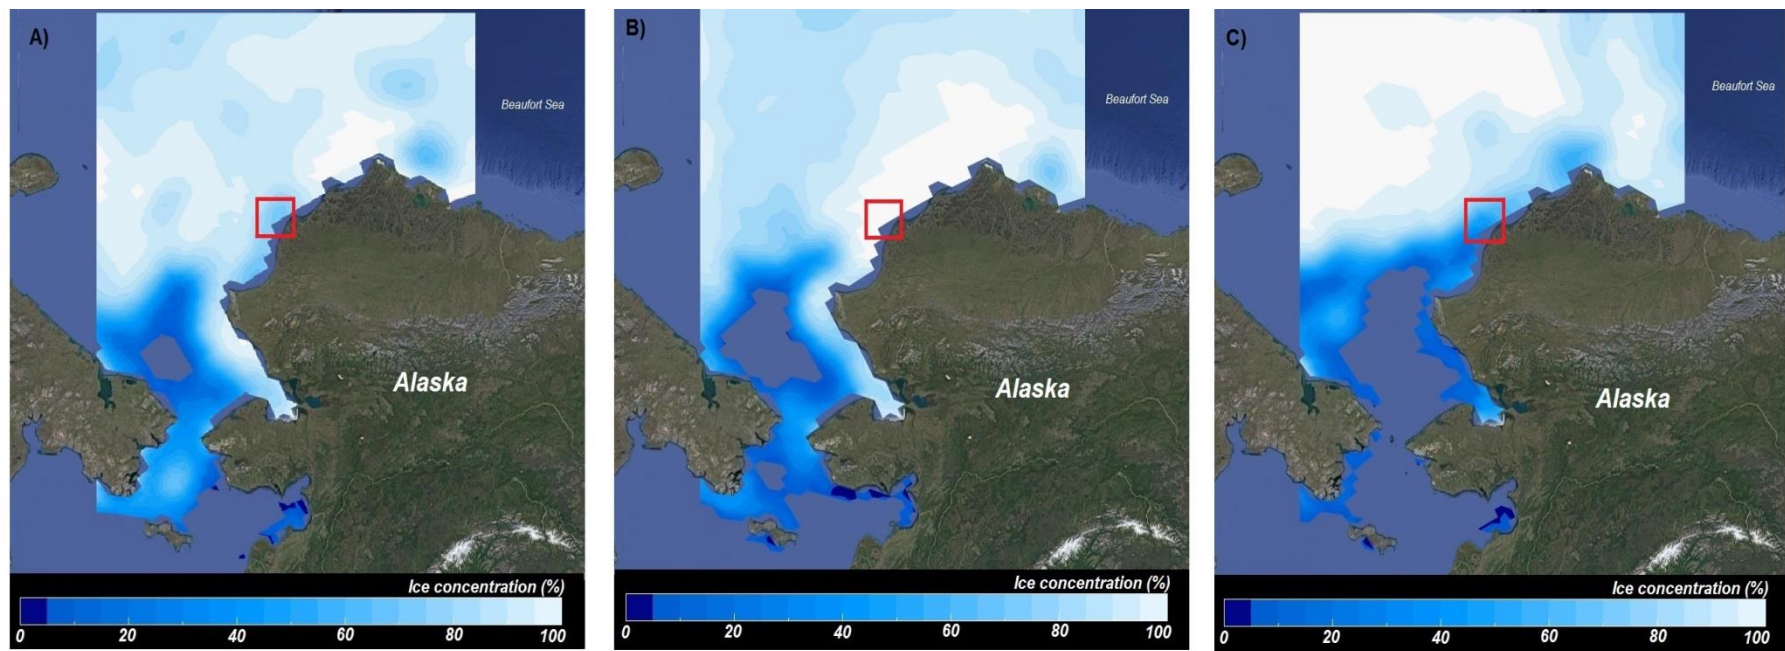 A)
Beaufort Sea
Alaska
Ice concentration (%)
0 20 40 60 80 100
B)
Beaufort Sea
Alaska
Ice concentration (%)
0 20 40 60 80 100
C)
Beaufort Sea
Alaska
Ice concentration (%)
0 20 40 60 80 100